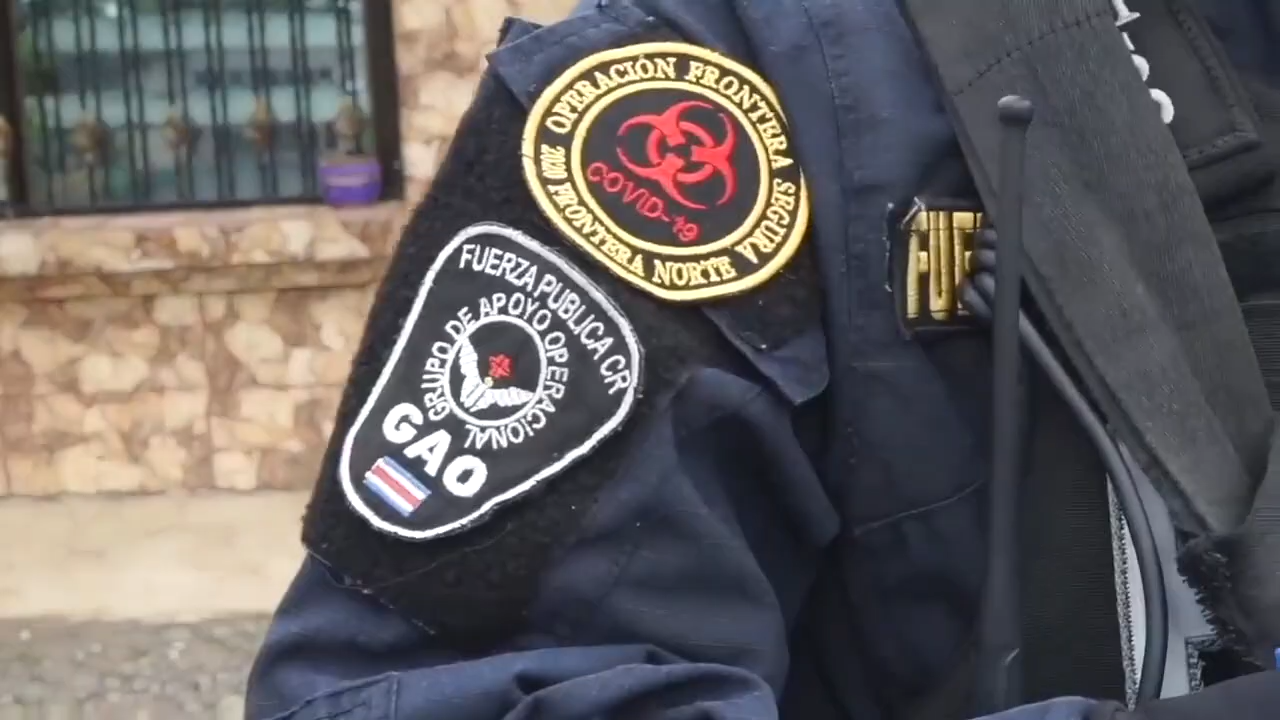 OPERACIÓN FRONTERA SEGURA
2020 FRONTERA NORTE
COVID-19
FUERZA PUBLICA CR
GRUPO DE APOYO OPERACIONAL
GAO